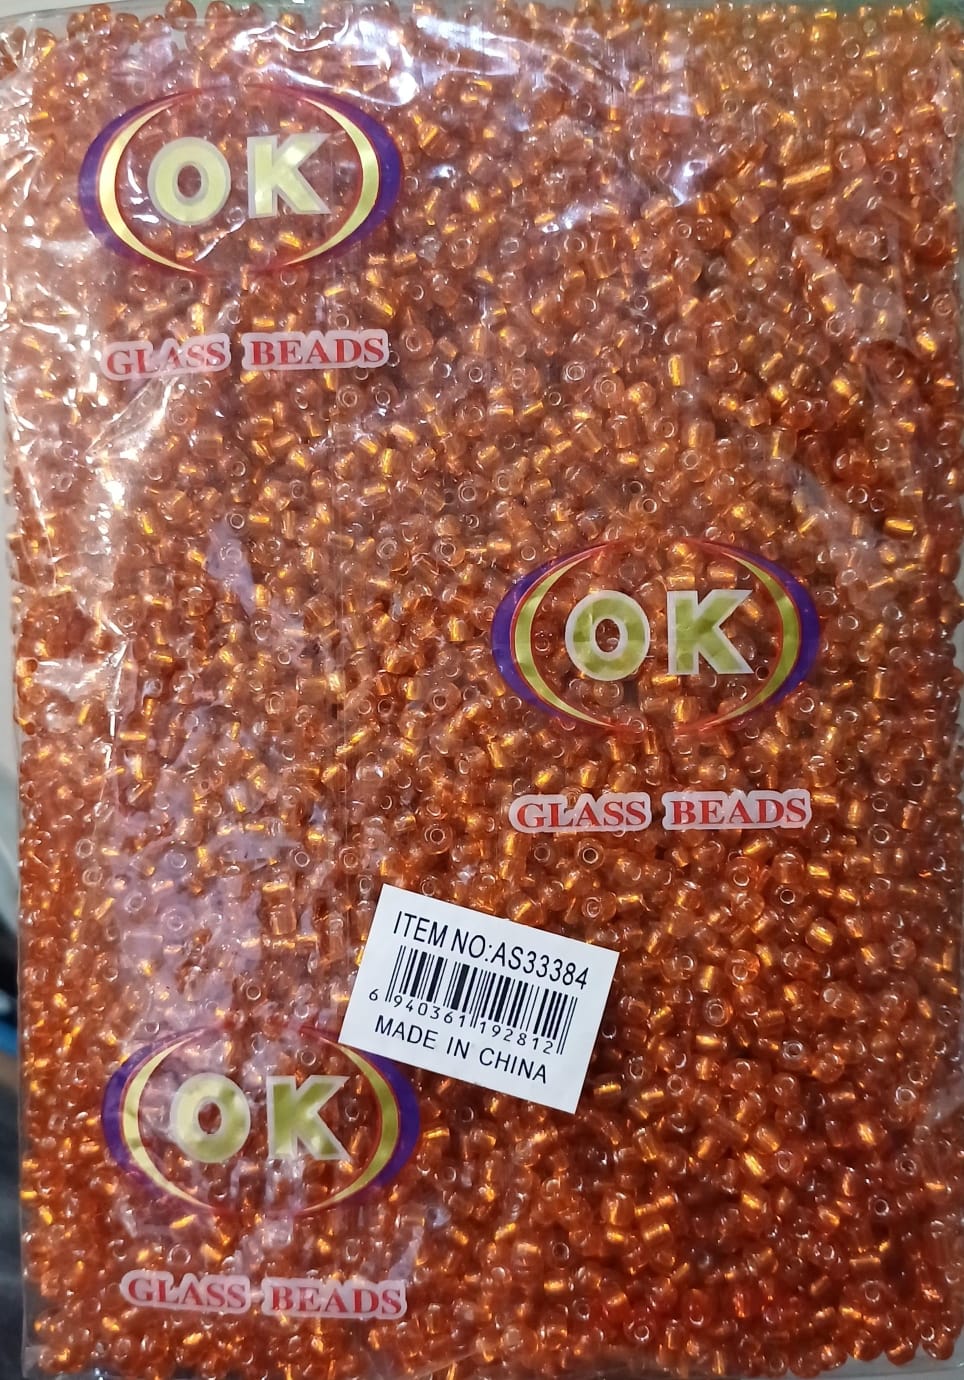 OK
GLASS BEADS
OK
GLASS BEADS
ITEM NO:AS33384
6 940361 192812
MADE IN CHINA
OK
GLASS BEADS